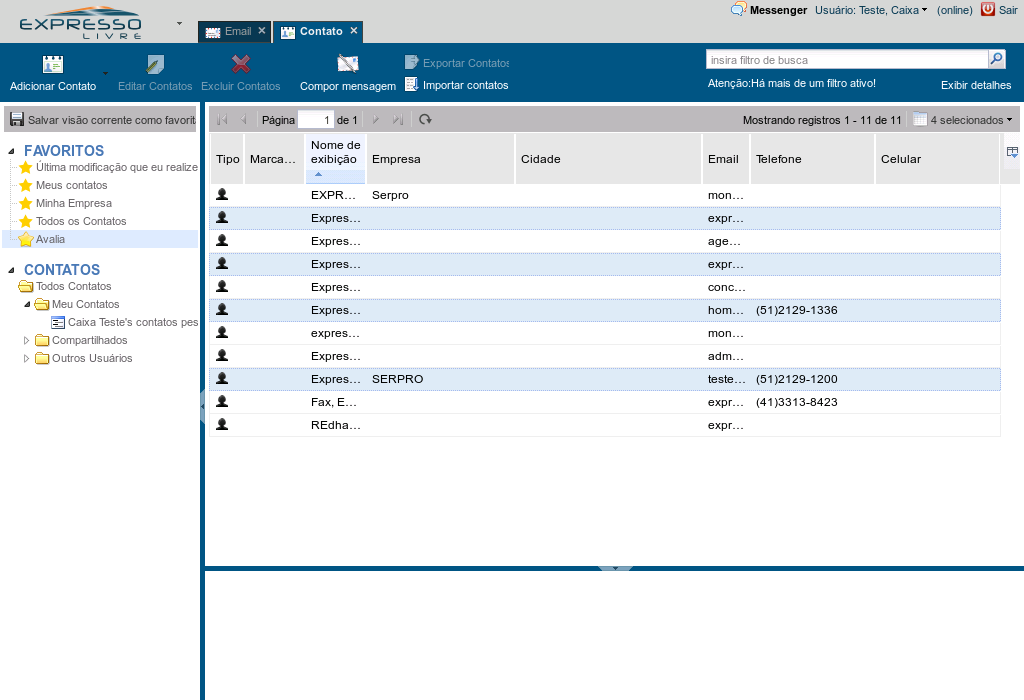 EXPRESSO
LIVRE
Email
Contato
Messenger
Usuário: Teste, Caixa
(online)
Sair
Adicionar Contato
Editar Contatos
Excluir Contatos
Compor mensagem
Exportar Contatos
Importar contatos
insira filtro de busca
Atenção:Há mais de um filtro ativo!
Exibir detalhes
Salvar visão corrente como favorit
Página 1 de 1
Mostrando registros 1 - 11 de 11
4 selecionados
FAVORITOS
Última modificação que eu realize
Meus contatos
Minha Empresa
Todos os Contatos
Avalia
CONTATOS
Todos Contatos
Meu Contatos
Caixa Teste's contatos pes
Compartilhados
Outros Usuários
Tipo Marca... Nome de exibição Empresa Cidade Email Telefone Celular
EXPR... Serpro mon...
Expres... expr...
Expres... age...
Expres... expr...
Expres... conc...
Expres... hom... (51)2129-1336
expres... mon...
Expres... adm...
Expres... SERPRO teste... (51)2129-1200
Fax, E... expr... (41)3313-8423
REdha... expr...